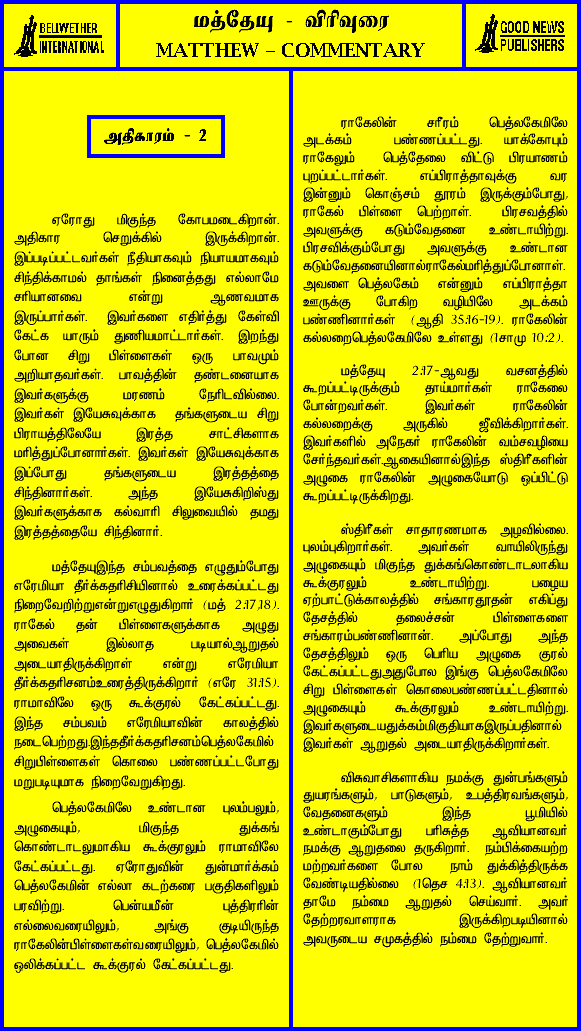 BELLWETHER
INTERNATIONAL
மத்தேயு - விரிவுரை
MATTHEW – COMMENTARY
GOOD NEWS
PUBLISHERS
அதிகாரம் - 2
ஏரோது மிகுந்த கோபமடைகிறான்.
அதிகார செறுக்கில் இருக்கிறான்.
இப்படிப்பட்டவர்கள் நீதியாகவும் நியாயமாகவும்
சிந்திக்காமல் தாங்கள் நினைத்தது எல்லாமே
சரியானவை என்று ஆணவமாக
இருப்பார்கள். இவர்களை எதிர்த்து கேள்வி
கேட்க யாரும் துணியமாட்டார்கள். இறந்து
போன சிறு பிள்ளைகள் ஒரு பாவமும்
அறியாதவர்கள். பாவத்தின் தண்டனையாக
இவர்களுக்கு மரணம் நேரிடவில்லை.
இவர்கள் இயேசுவுக்காக தங்களுடைய சிறு
பிராயத்திலேயே இரத்த சாட்சிகளாக
மரித்துப்போனார்கள். இவர்கள் இயேசுவுக்காக
இப்போது தங்களுடைய இரத்தத்தை
சிந்தினார்கள். அந்த இயேசுகிறிஸ்து
இவர்களுக்காக கல்வாரி சிலுவையில் தமது
இரத்தத்தையே சிந்தினார்.
மத்தேயுஇந்த சம்பவத்தை எழுதும்போது
எரேமியா தீர்க்கதரிசியினால் உரைக்கப்பட்டது
நிறைவேறிற்றுஎன்றுஎழுதுகிறார் (மத் 2:17,18).
ராகேல் தன் பிள்ளைகளுக்காக அழுது
அவைகள் இல்லாத படியால்ஆறுதல்
அடையாதிருக்கிறாள் என்று எரேமியா
தீர்க்கதரிசனம்உரைத்திருக்கிறார் (எரே 31:15).
ராமாவிலே ஒரு கூக்குரல் கேட்கப்பட்டது.
இந்த சம்பவம் எரேமியாவின் காலத்தில்
நடைபெற்றது.இந்ததீர்க்கதரிசனம்பெத்லகேமில்
சிறுபிள்ளைகள் கொலை பண்ணப்பட்டபோது
மறுபடியுமாக நிறைவேறுகிறது.
பெத்லகேமிலே உண்டான புலம்பலும்,
அழுகையும், மிகுந்த துக்கங்
கொண்டாடலுமாகிய கூக்குரலும் ராமாவிலே
கேட்கப்பட்டது. ஏரோதுவின் துன்மார்க்கம்
பெத்லகேமின் எல்லா கடற்கரை பகுதிகளிலும்
பரவிற்று. பென்யமீன் புத்திரரின்
எல்லைவரையிலும், அங்கு குடியிருந்த
ராகேலின்பிள்ளைகள்வரையிலும், பெத்லகேமில்
ஒலிக்கப்பட்ட கூக்குரல் கேட்கப்பட்டது.
ராகேலின் சரீரம் பெத்லகேமிலே
அடக்கம் பண்ணப்பட்டது. யாக்கோபும்
ராகேலும் பெத்தேலை விட்டு பிரயாணம்
புறப்பட்டார்கள். எப்பிராத்தாவுக்கு வர
இன்னும் கொஞ்சம் தூரம் இருக்கும்போது,
ராகேல் பிள்ளை பெற்றாள். பிரசவத்தில்
அவளுக்கு கடும்வேதனை உண்டாயிற்று.
பிரசவிக்கும்போது அவளுக்கு உண்டான
கடும்வேதனையினால்ராகேல்மரித்துப்போனாள்.
அவளை பெத்லகேம் என்னும் எப்பிராத்தா
ஊருக்கு போகிற வழியிலே அடக்கம்
பண்ணினார்கள் (ஆதி 35:16-19). ராகேலின்
கல்லறைபெத்லகேமிலே உள்ளது (1சாமு 10:2).
மத்தேயு 2:17-ஆவது வசனத்தில்
கூறப்பட்டிருக்கும் தாய்மார்கள் ராகேலை
போன்றவர்கள். இவர்கள் ராகேலின்
கல்லறைக்கு அருகில் ஜீவிக்கிறார்கள்.
இவர்களில் அநேகர் ராகேலின் வம்சவழியை
சேர்ந்தவர்கள்.ஆகையினால்இந்த ஸ்திரீகளின்
அழுகை ராகேலின் அழுகையோடு ஒப்பிட்டு
கூறப்பட்டிருக்கிறது.
ஸ்திரீகள் சாதாரணமாக அழவில்லை.
புலம்புகிறார்கள். அவர்கள் வாயிலிருந்து
அழுகையும் மிகுந்த துக்கங்கொண்டாடலாகிய
கூக்குரலும் உண்டாயிற்று. பழைய
ஏற்பாட்டுக்காலத்தில் சங்காரதூதன் எகிப்து
தேசத்தில் தலைச்சன் பிள்ளைகளை
சங்காரம்பண்ணினான். அப்போது அந்த
தேசத்திலும் ஒரு பெரிய அழுகை குரல்
கேட்கப்பட்டது.அதுபோல இங்கு பெத்லகேமிலே
சிறு பிள்ளைகள் கொலைபண்ணப்பட்டதினால்
அழுகையும் கூக்குரலும் உண்டாயிற்று.
இவர்களுடையதுக்கம்மிகுதியாகஇருப்பதினால்
இவர்கள் ஆறுதல் அடையாதிருக்கிறார்கள்.
விசுவாசிகளாகிய நமக்கு துன்பங்களும்
துயரங்களும், பாடுகளும், உபத்திரவங்களும்,
வேதனைகளும் இந்த பூமியில்
உண்டாகும்போது பரிசுத்த ஆவியானவர்
நமக்கு ஆறுதலை தருகிறார். நம்பிக்கையற்ற
மற்றவர்களை போல நாம் துக்கித்திருக்க
வேண்டியதில்லை (1தெச 4:13). ஆவியானவர்
தாமே நம்மை ஆறுதல் செய்வார். அவர்
தேற்றரவாளராக இருக்கிறபடியினால்
அவருடைய சமுகத்தில் நம்மை தேற்றுவார்.